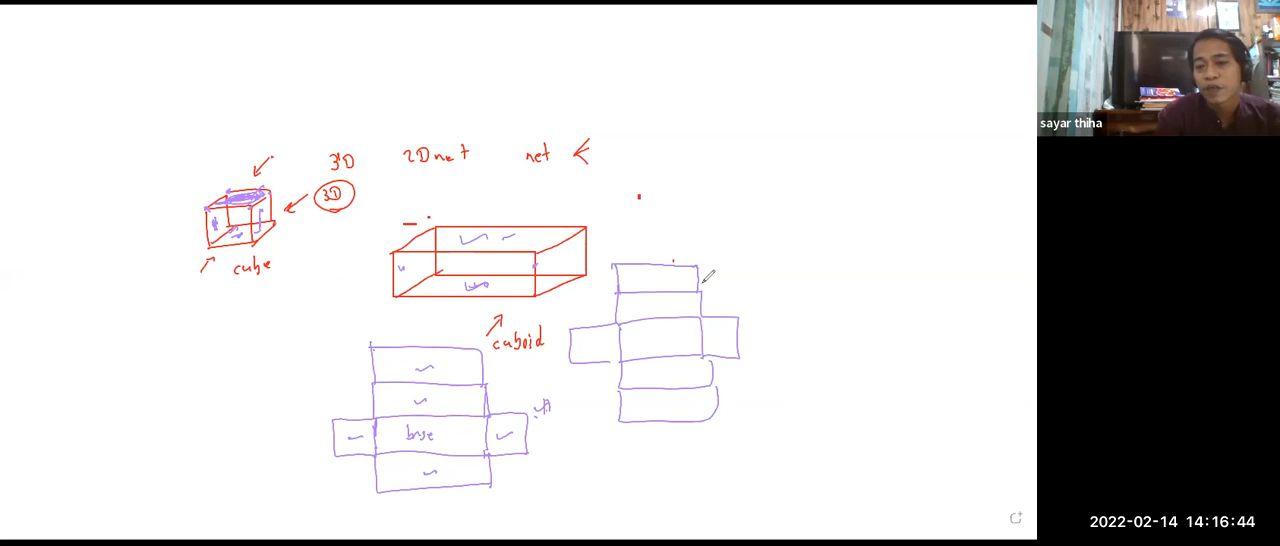 sayar thiha
3D 2D net net <
3D
cube
cuboid
base
2022-02-14 14:16:44